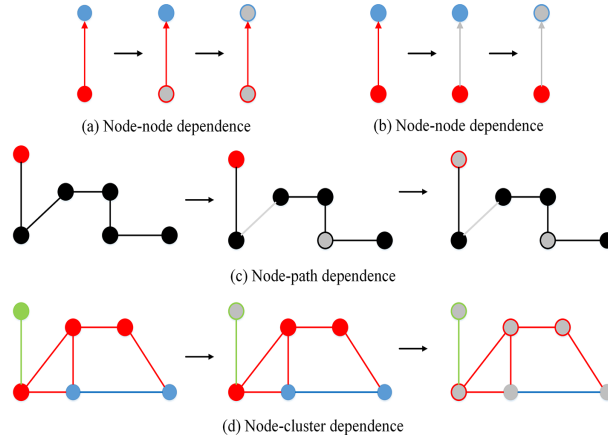 (a) Node-node dependence
(b) Node-node dependence
(c) Node-path dependence
(d) Node-cluster dependence